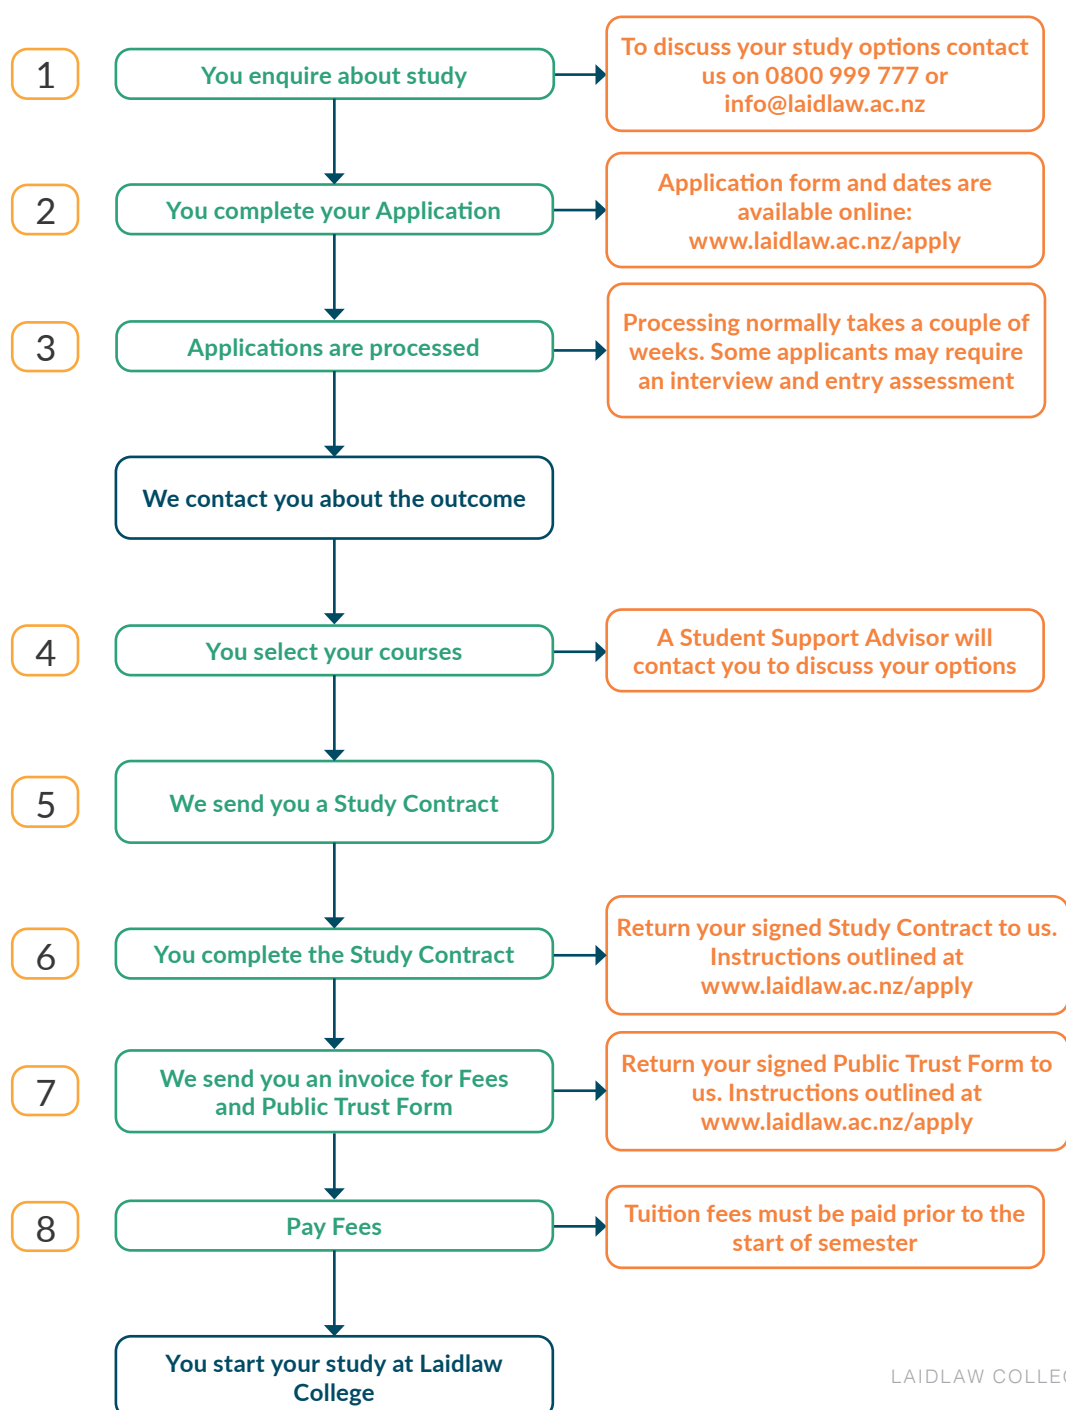 1
You enquire about study
To discuss your study options contact
us on 0800 999 777 or
info@laidlaw.ac.nz
2
You complete your Application
Application form and dates are
available online:
www.laidlaw.ac.nz/apply
3
Applications are processed
Processing normally takes a couple of
weeks. Some applicants may require
an interview and entry assessment
We contact you about the outcome
4
You select your courses
A Student Support Advisor will
contact you to discuss your options
5
We send you a Study Contract
6
You complete the Study Contract
Return your signed Study Contract to us.
Instructions outlined at
www.laidlaw.ac.nz/apply
7
We send you an invoice for Fees
and Public Trust Form
Return your signed Public Trust Form to
us. Instructions outlined at
www.laidlaw.ac.nz/apply
8
Pay Fees
Tuition fees must be paid prior to the
start of semester
You start your study at Laidlaw
College
LAIDLAW